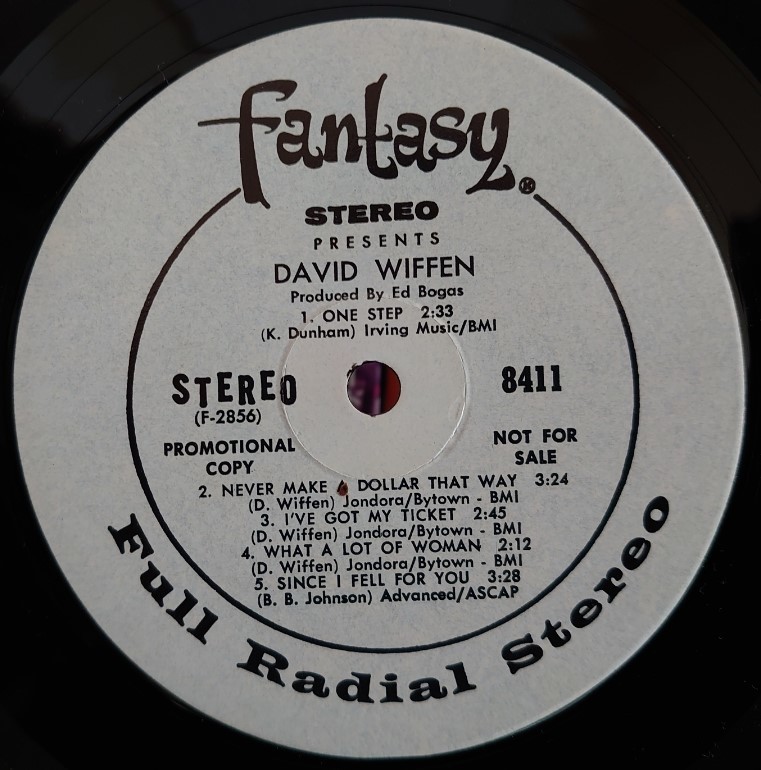 fantasy®
STEREO
PRESENTS
DAVID WIFFEN
Produced By Ed Bogas
1. ONE STEP 2:33
(K. Dunham) Irving Music/BMI
STEREO
(F-2856)
8411
PROMOTIONAL
COPY
NOT FOR
SALE
2. NEVER MAKE DOLLAR THAT WAY 3:24
(D. Wiffen) Jondora/Bytown - BMI
3. I'VE GOT MY TICKET 2:45
(D. Wiffen) Jondora/Bytown - BMI
4. WHAT A LOT OF WOMAN 2:12
(D. Wiffen) Jondora/Bytown - BMI
5. SINCE I FELL FOR YOU 3:28
(B. B. Johnson) Advanced/ASCAP
Full Radial Stereo